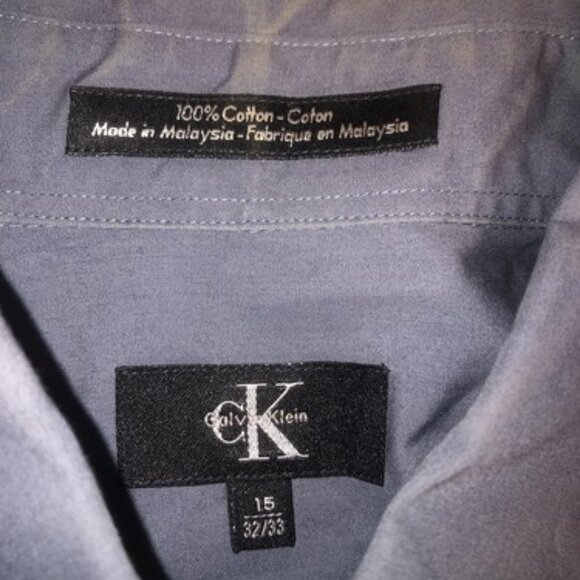 100% Cotton - Coton
Made in Malaysia - Fabrique en Malaysia
CK
Calvin Klein
15
32/33